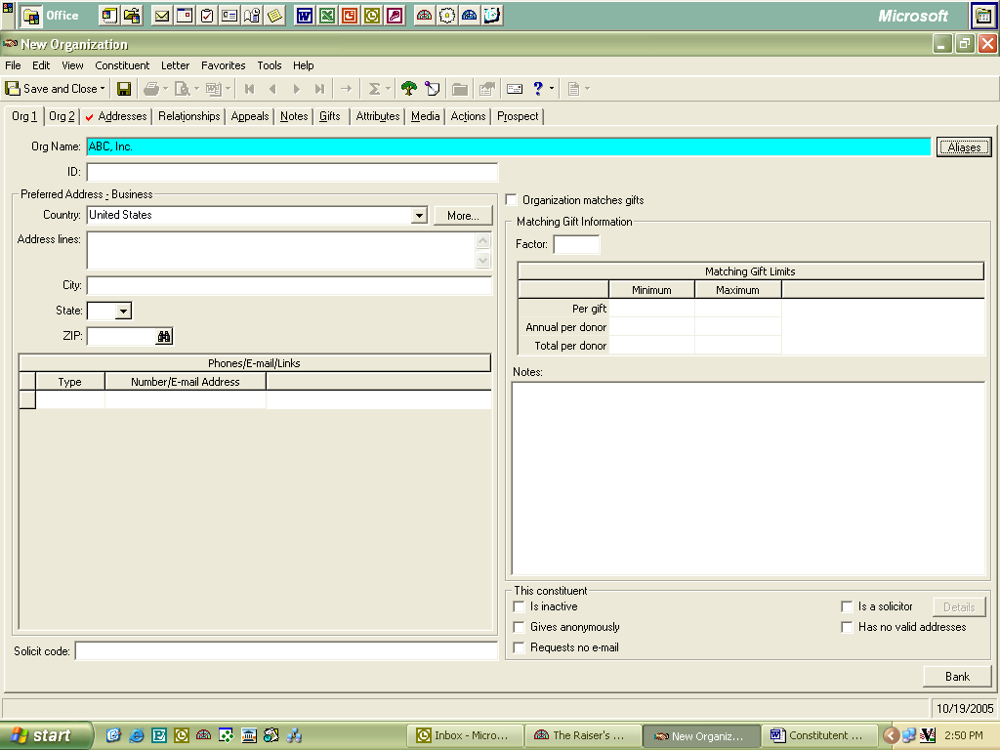 Office Microsoft
New Organization
File Edit View Constituent Letter Favorites Tools Help
Save and Close
Org 1 Org 2 Addresses Relationships Appeals Notes Gifts Attributes Media Actions Prospect
Org Name: ABC, Inc. Aliases
ID:
Preferred Address - Business
Organization matches gifts
Country: United States More...
Matching Gift Information
Address lines:
Factor:
Matching Gift Limits
City:
Minimum Maximum
State:
Per gift
Annual per donor
ZIP:
Total per donor
Phones/E-mail/Links
Notes:
Type Number/E-mail Address
This constituent
Is inactive Is a solicitor Details
Gives anonymously Has no valid addresses
Requests no e-mail
Solicit code:
Bank
10/19/2005
start Inbox - Micro... The Raiser's ... New Organiz... Constitutent ... 2:50 PM